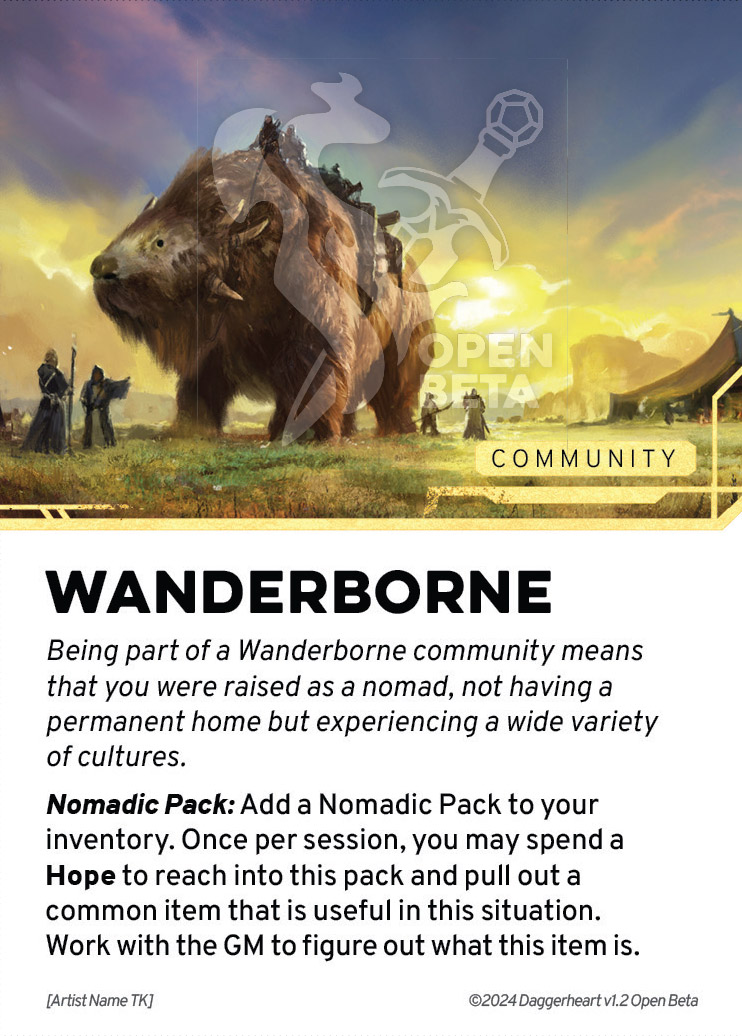 OPEN
BETA
COMMUNITY
WANDERBORNE
Being part of a Wanderborne community means
that you were raised as a nomad, not having a
permanent home but experiencing a wide variety
of cultures.
Nomadic Pack: Add a Nomadic Pack to your
inventory. Once per session, you may spend a
Hope to reach into this pack and pull out a
common item that is useful in this situation.
Work with the GM to figure out what this item is.
[Artist Name TK]
©2024 Daggerheart v1.2 Open Beta